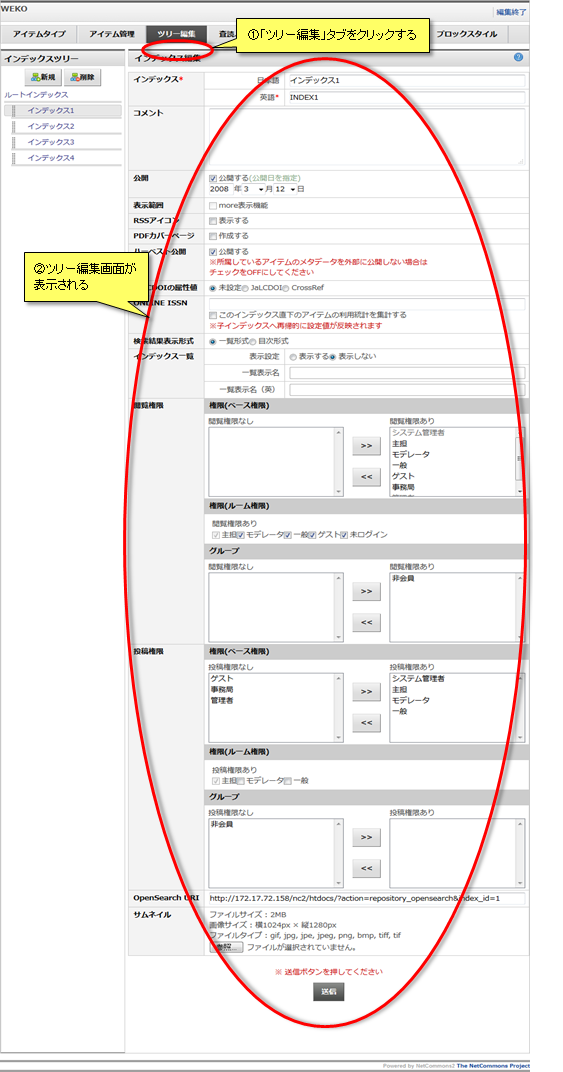 WEKO
編集終了
アイテムタイプ
アイテム管理
ツリー編集
査読
ブロックスタイル
①「ツリー編集」タブをクリックする
インデックスツリー
新規
削除
ルートインデックス
インデックス1
インデックス2
インデックス3
インデックス4
②ツリー編集画面が
表示される
インデックス編集
インデックス*
日本語
インデックス1
英語*
INDEX1
コメント
公開
公開する(公開日を指定)
2008 年 3 月 12 日
表示範囲
more表示機能
RSSアイコン
表示する
PDFカバーページ
作成する
ハーベスト公開
公開する
※所属しているアイテムのメタデータを外部に公開しない場合は
チェックをOFFにしてください
CDOIの属性値
未設定 JaLCDOI CrossRef
ONLINE ISSN
このインデックス直下のアイテムの利用統計を集計する
※子インデックスへ再帰的に設定値が反映されます
検索結果表示形式
一覧形式 目次形式
インデックス一覧
表示設定
表示する 表示しない
一覧表示名
一覧表示名（英）
閲覧権限
権限(ベース権限)
閲覧権限なし
閲覧権限あり
>>
<<
システム管理者
主担
モデレータ
一般
ゲスト
事務局
権限(ルーム権限)
閲覧権限あり
主担 モデレータ 一般 ゲスト 未ログイン
グループ
閲覧権限なし
閲覧権限あり
>>
<<
非会員
投稿権限
権限(ベース権限)
投稿権限なし
投稿権限あり
ゲスト
事務局
管理者
>>
<<
システム管理者
主担
モデレータ
一般
権限(ルーム権限)
投稿権限あり
主担 モデレータ 一般
グループ
投稿権限なし
投稿権限あり
非会員
>>
<<
OpenSearch URI
http://172.17.72.158/nc2/htdocs/?action=repository_opensearch&index_id=1
サムネイル
ファイルサイズ：2MB
画像サイズ：横1024px × 縦1280px
ファイルタイプ：gif, jpg, jpe, jpeg, png, bmp, tiff, tif
参照... ファイルが選択されていません。
※ 送信ボタンを押してください
送信
Powered by NetCommons2 The NetCommons Project